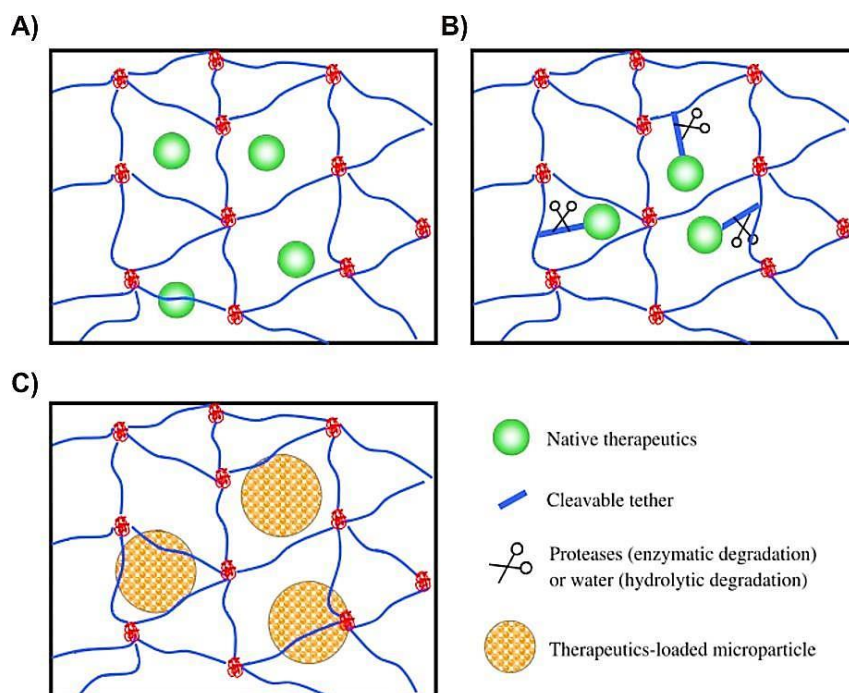 A)
B)
C)
Native therapeutics
Cleavable tether
Proteases (enzymatic degradation)
or water (hydrolytic degradation)
Therapeutics-loaded microparticle